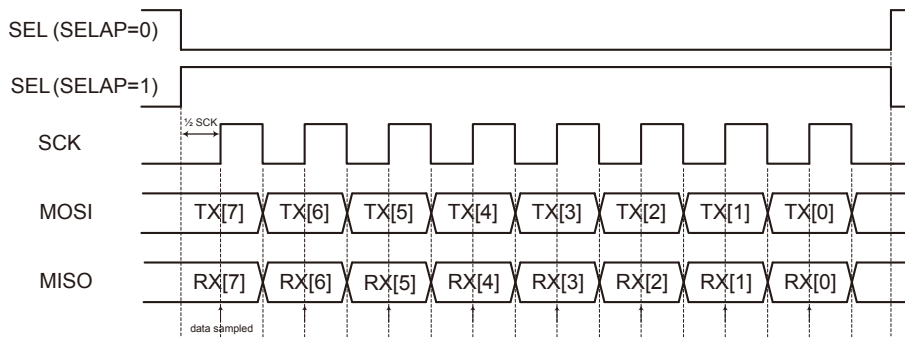 SEL (SELAP=0)
SEL (SELAP=1)
½ SCK
SCK
MOSI TX[7] TX[6] TX[5] TX[4] TX[3] TX[2] TX[1] TX[0]
MISO RX[7] RX[6] RX[5] RX[4] RX[3] RX[2] RX[1] RX[0]
data sampled